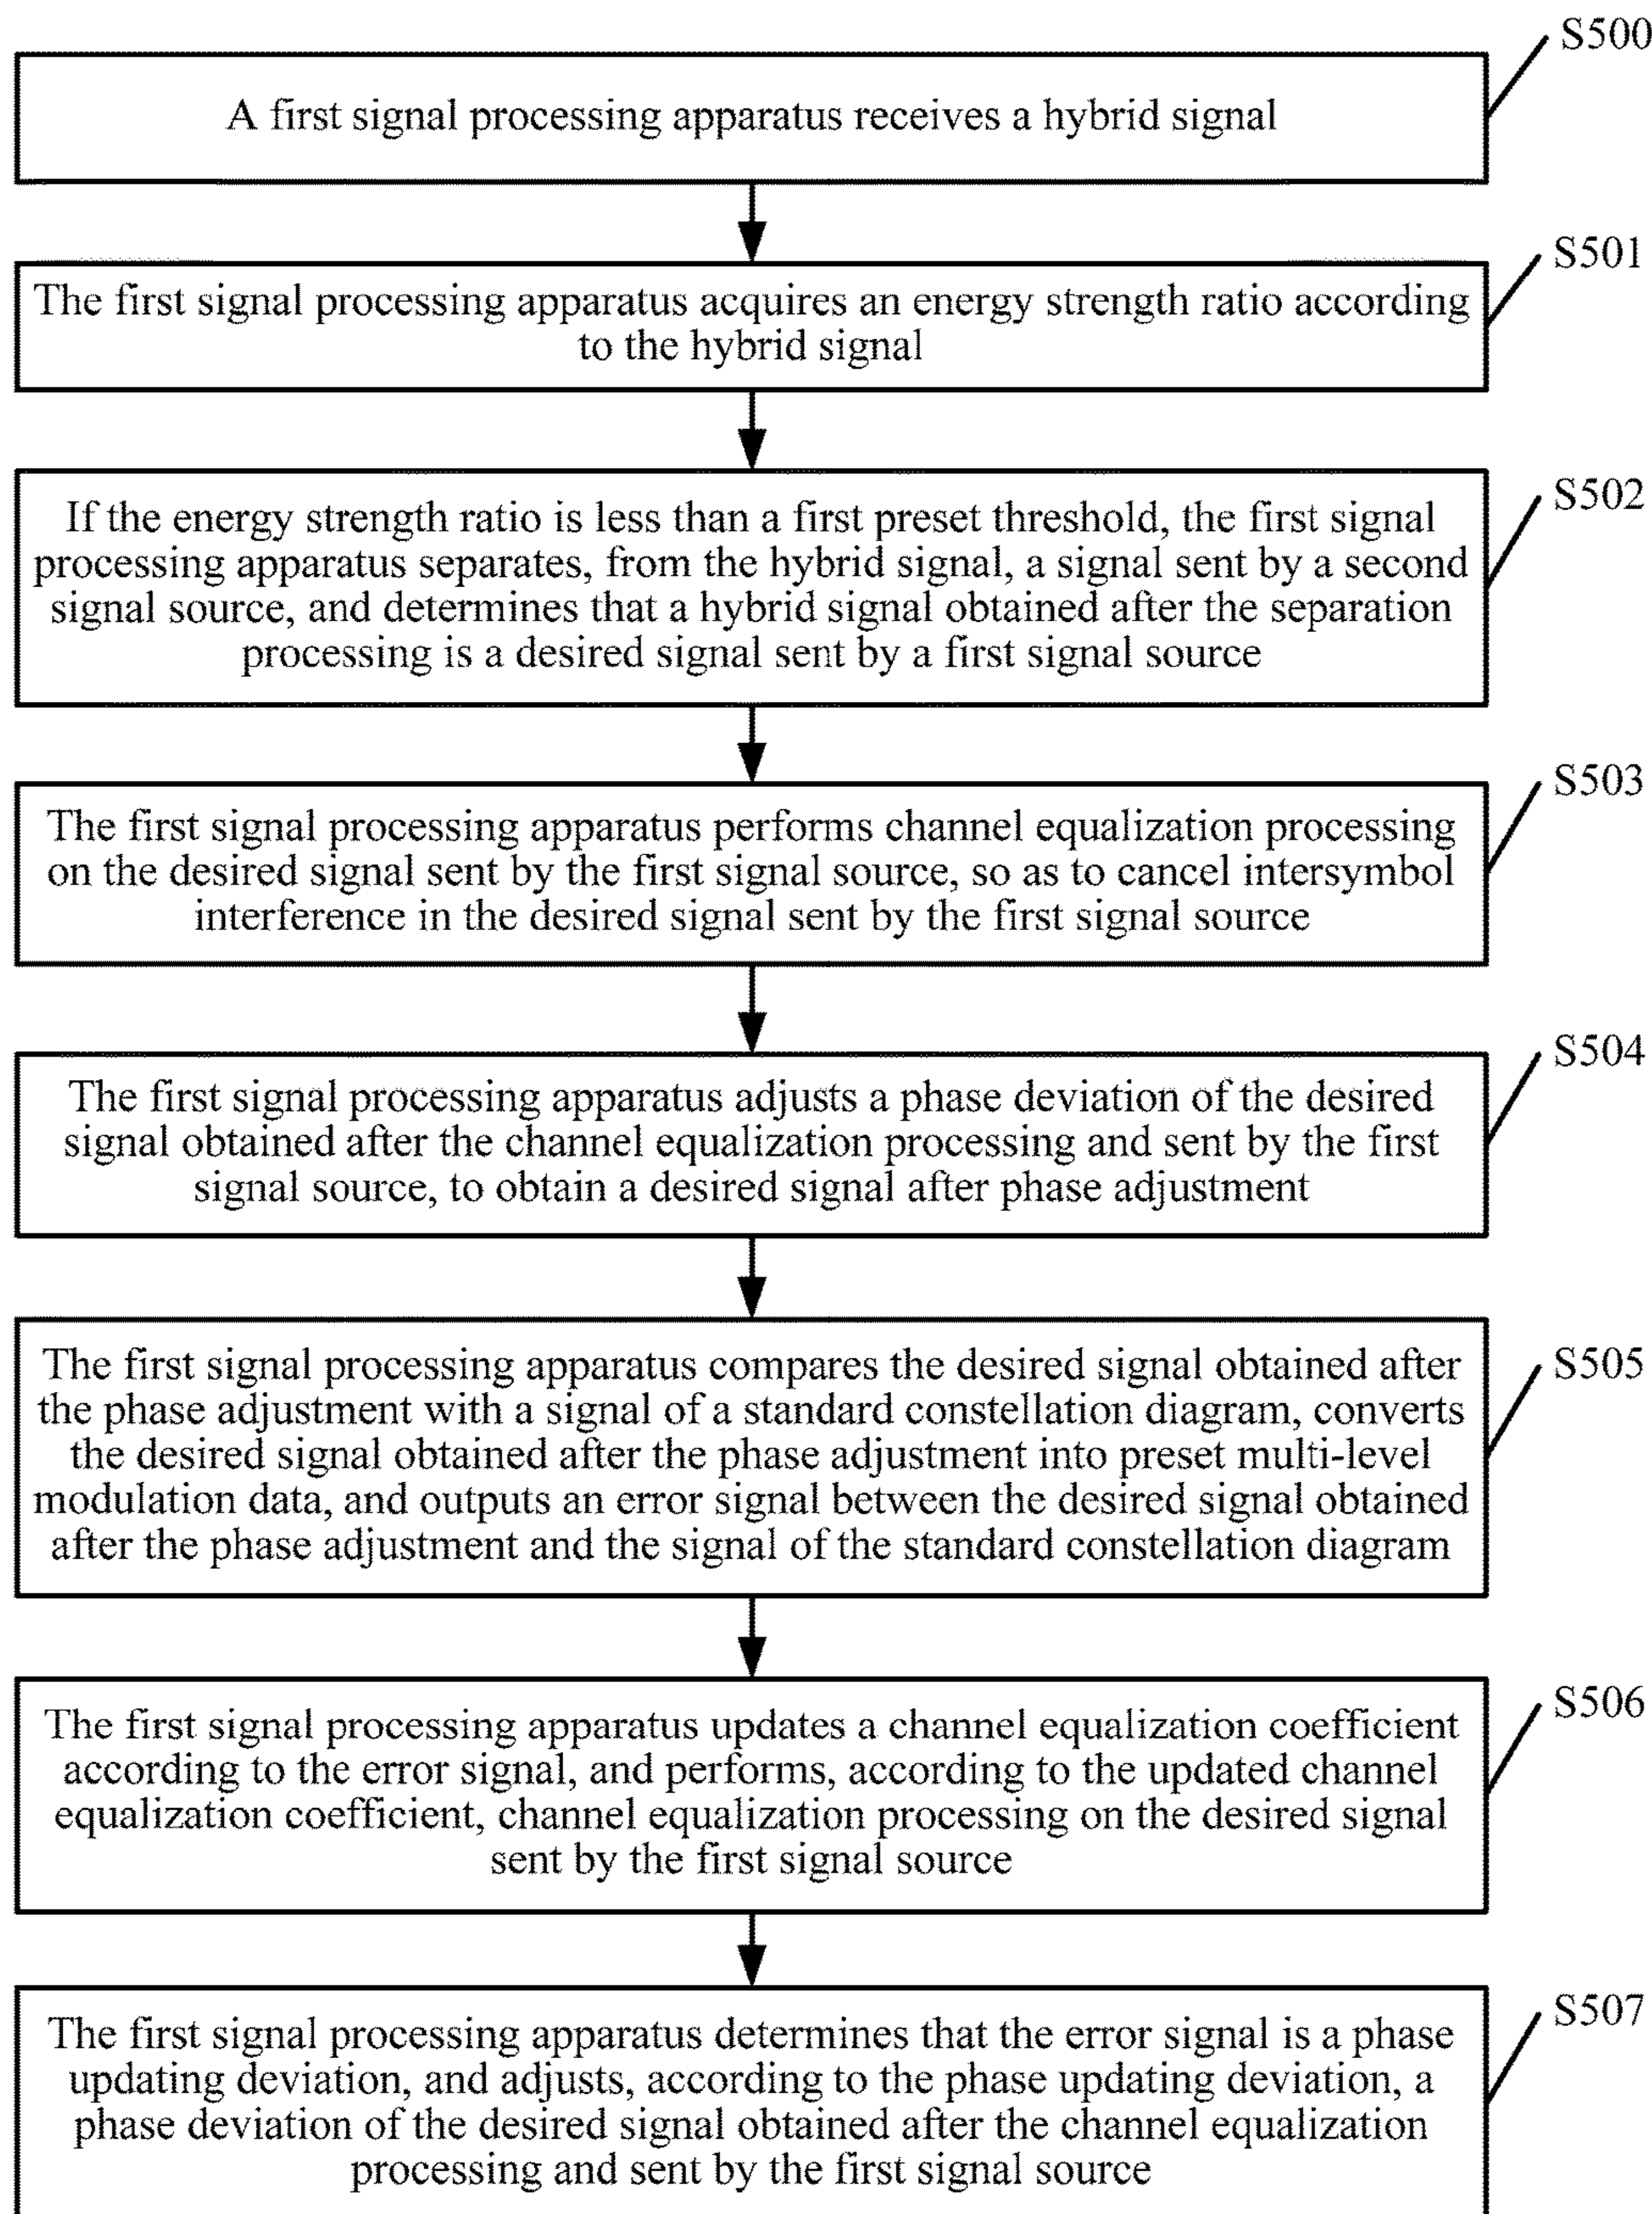 S500
A first signal processing apparatus receives a hybrid signal
S501
The first signal processing apparatus acquires an energy strength ratio according
to the hybrid signal
S502
If the energy strength ratio is less than a first preset threshold, the first signal
processing apparatus separates, from the hybrid signal, a signal sent by a second
signal source, and determines that a hybrid signal obtained after the separation
processing is a desired signal sent by a first signal source
S503
The first signal processing apparatus performs channel equalization processing
on the desired signal sent by the first signal source, so as to cancel intersymbol
interference in the desired signal sent by the first signal source
S504
The first signal processing apparatus adjusts a phase deviation of the desired
signal obtained after the channel equalization processing and sent by the first
signal source, to obtain a desired signal after phase adjustment
S505
The first signal processing apparatus compares the desired signal obtained after
the phase adjustment with a signal of a standard constellation diagram, converts
the desired signal obtained after the phase adjustment into preset multi-level
modulation data, and outputs an error signal between the desired signal obtained
after the phase adjustment and the signal of the standard constellation diagram
S506
The first signal processing apparatus updates a channel equalization coefficient
according to the error signal, and performs, according to the updated channel
equalization coefficient, channel equalization processing on the desired signal
sent by the first signal source
S507
The first signal processing apparatus determines that the error signal is a phase
updating deviation, and adjusts, according to the phase updating deviation, a
phase deviation of the desired signal obtained after the channel equalization
processing and sent by the first signal source